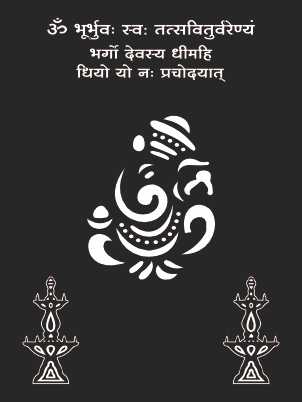 ॐ भूर्भुवः स्वः तत्सवितुर्वरेण्यं
भर्गो देवस्य धीमहि
धियो यो नः प्रचोदयात्